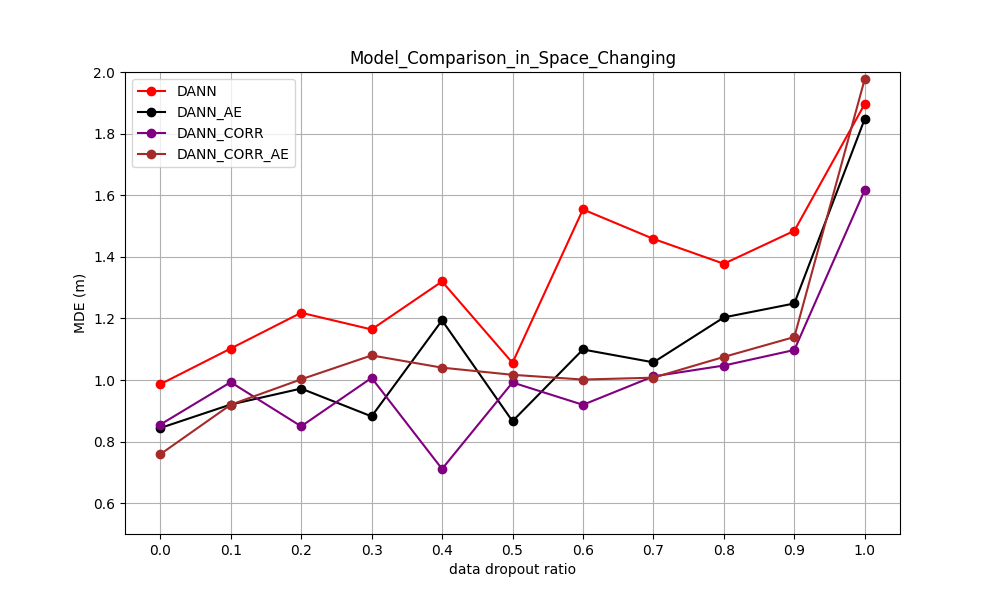 Model_Comparison_in_Space_Changing
DANN
DANN_AE
DANN_CORR
DANN_CORR_AE
MDE (m)
2.0
1.8
1.6
1.4
1.2
1.0
0.8
0.6
0.0 0.1 0.2 0.3 0.4 0.5 0.6 0.7 0.8 0.9 1.0
data dropout ratio